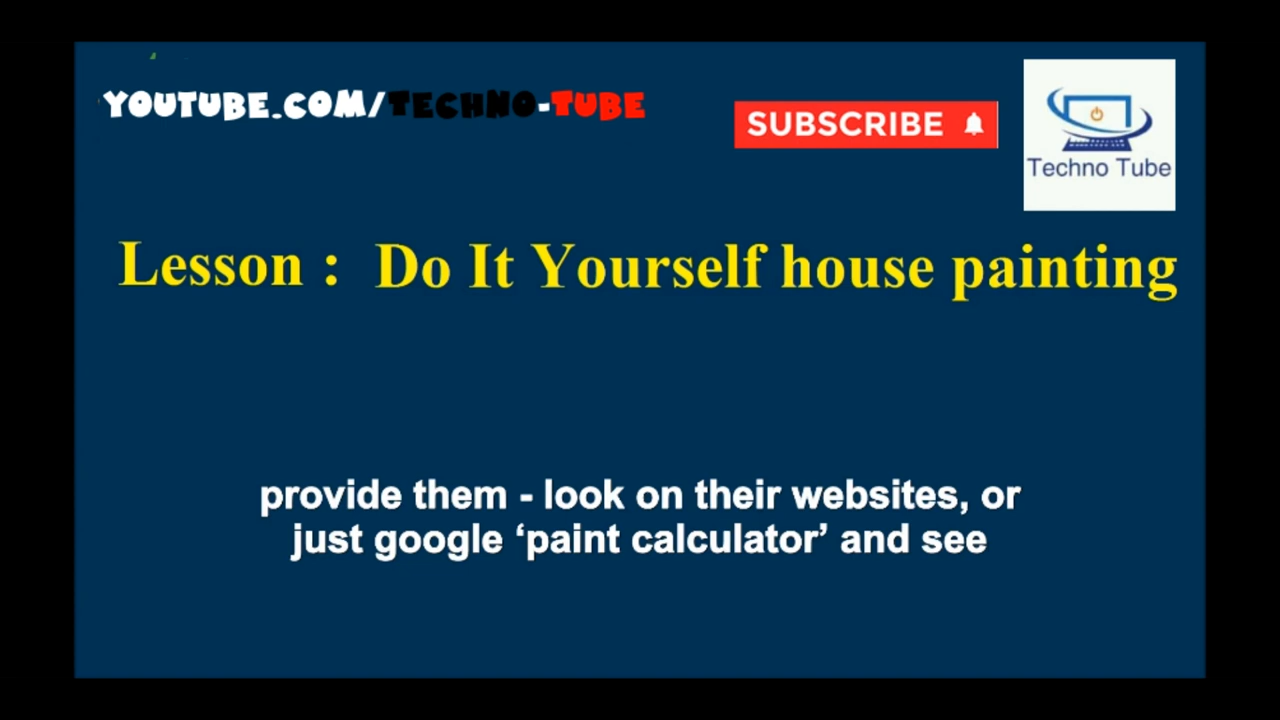 YOUTUBE.COM/TECHNO-TUBE
SUBSCRIBE
Techno Tube
Lesson : Do It Yourself house painting
provide them - look on their websites, or
just google ‘paint calculator’ and see